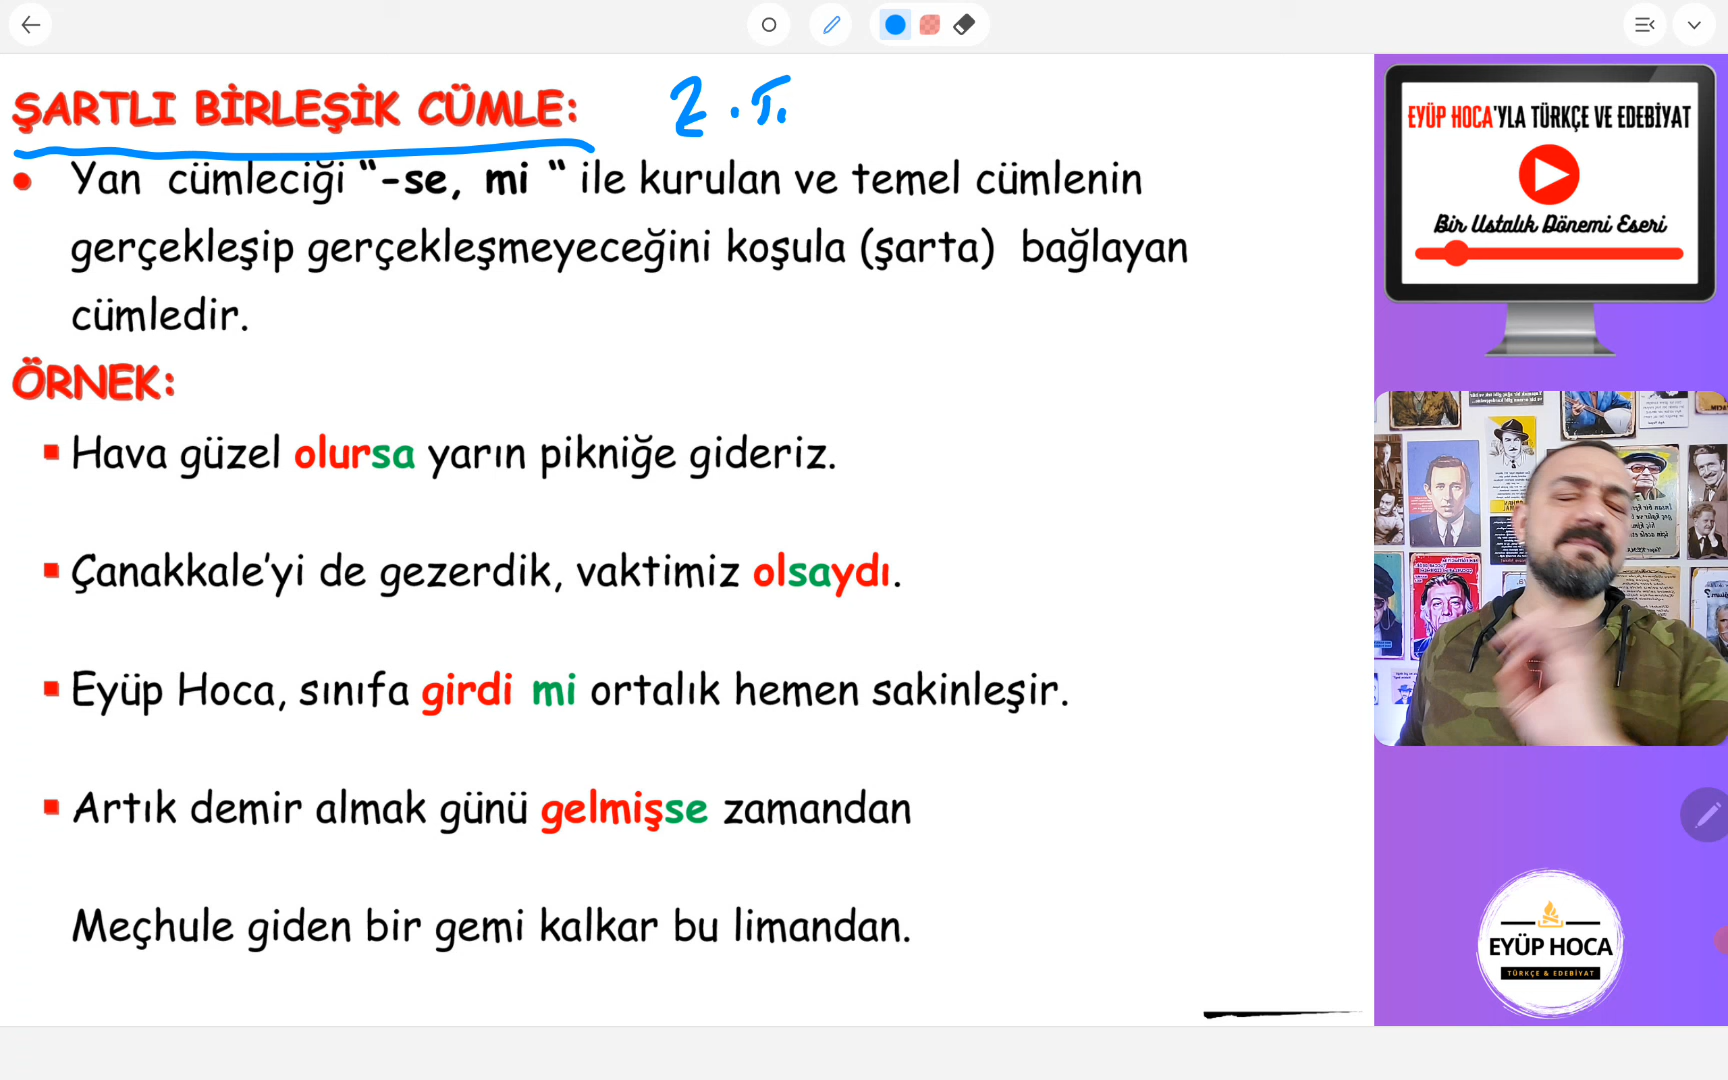 ŞARTLI BİRLEŞİK CÜMLE:
Yan cümleciği "-se, mi " ile kurulan ve temel cümlenin
gerçekleşip gerçekleşmeyeceğini koşula (şarta) bağlayan
cümledir.
ÖRNEK:
Hava güzel olursa yarın pikniğe gideriz.
Çanakkale'yi de gezerdik, vaktimiz olsaydı.
Eyüp Hoca, sınıfa girdi mi ortalık hemen sakinleşir.
Artık demir almak günü gelmişse zamandan
Meçhule giden bir gemi kalkar bu limandan.
EYÜP HOCA'YLA TÜRKÇE VE EDEBİYAT
Bir Ustalık Dönemi Eseri
EYÜP HOCA
TÜRKÇE & EDEBİYAT